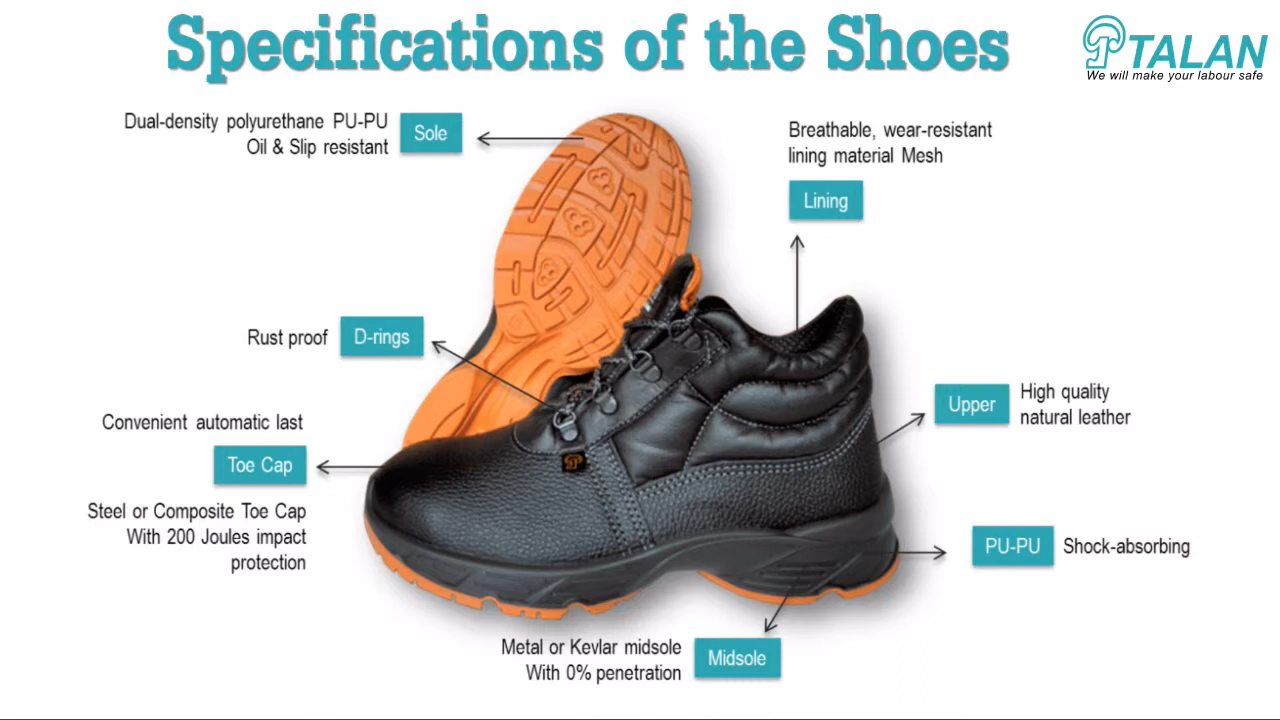 Specifications of the Shoes
TALAN
We will make your labour safe
Dual-density polyurethane PU-PU
Oil & Slip resistant
Sole
Breathable, wear-resistant
lining material Mesh
Lining
Rust proof
D-rings
Convenient automatic last
Toe Cap
Steel or Composite Toe Cap
With 200 Joules impact
protection
Upper
High quality
natural leather
PU-PU
Shock-absorbing
Metal or Kevlar midsole
With 0% penetration
Midsole